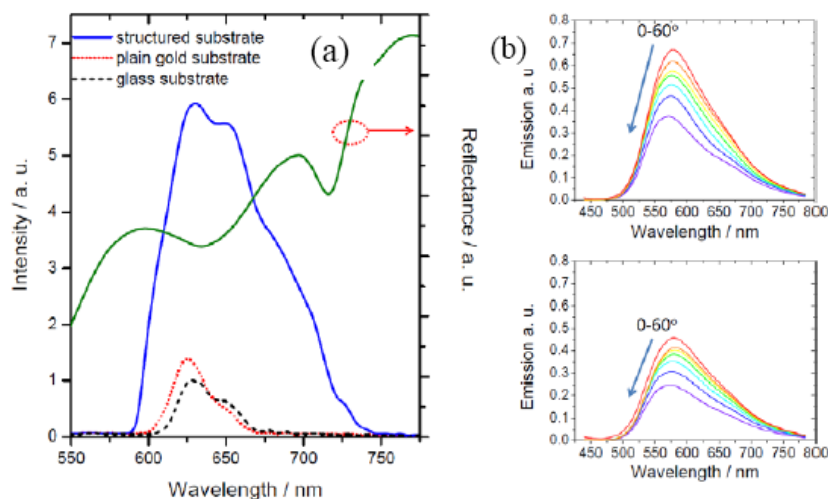 (a)
structured substrate
plain gold substrate
glass substrate
Intensity / a. u.
7
6
5
4
3
2
1
0
550 600 650 700 750
Wavelength / nm
Reflectance / a. u.
(b)
0-60°
Emission a. u
0.8
0.7
0.6
0.5
0.4
0.3
0.2
0.1
0.0
450 500 550 600 650 700 750 800
Wavelength / nm
0-60°
Emission a. u.
0.8
0.7
0.6
0.5
0.4
0.3
0.2
0.1
0.0
450 500 550 600 650 700 750 800
Wavelength / nm